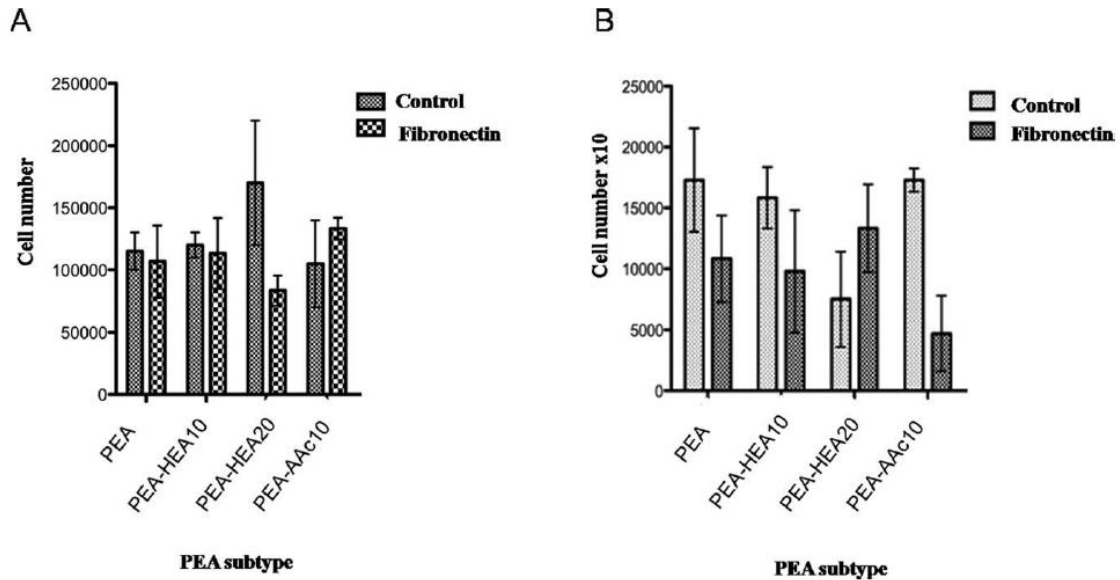 A
250000
200000
150000
100000
50000
0
Cell number
Control
Fibronectin
PEA
PEA-HEA10
PEA-HEA20
PEA-AAc10
PEA subtype
B
25000
20000
15000
10000
5000
0
Cell number x10
Control
Fibronectin
PEA
PEA-HEA10
PEA-HEA20
PEA-AAc10
PEA subtype